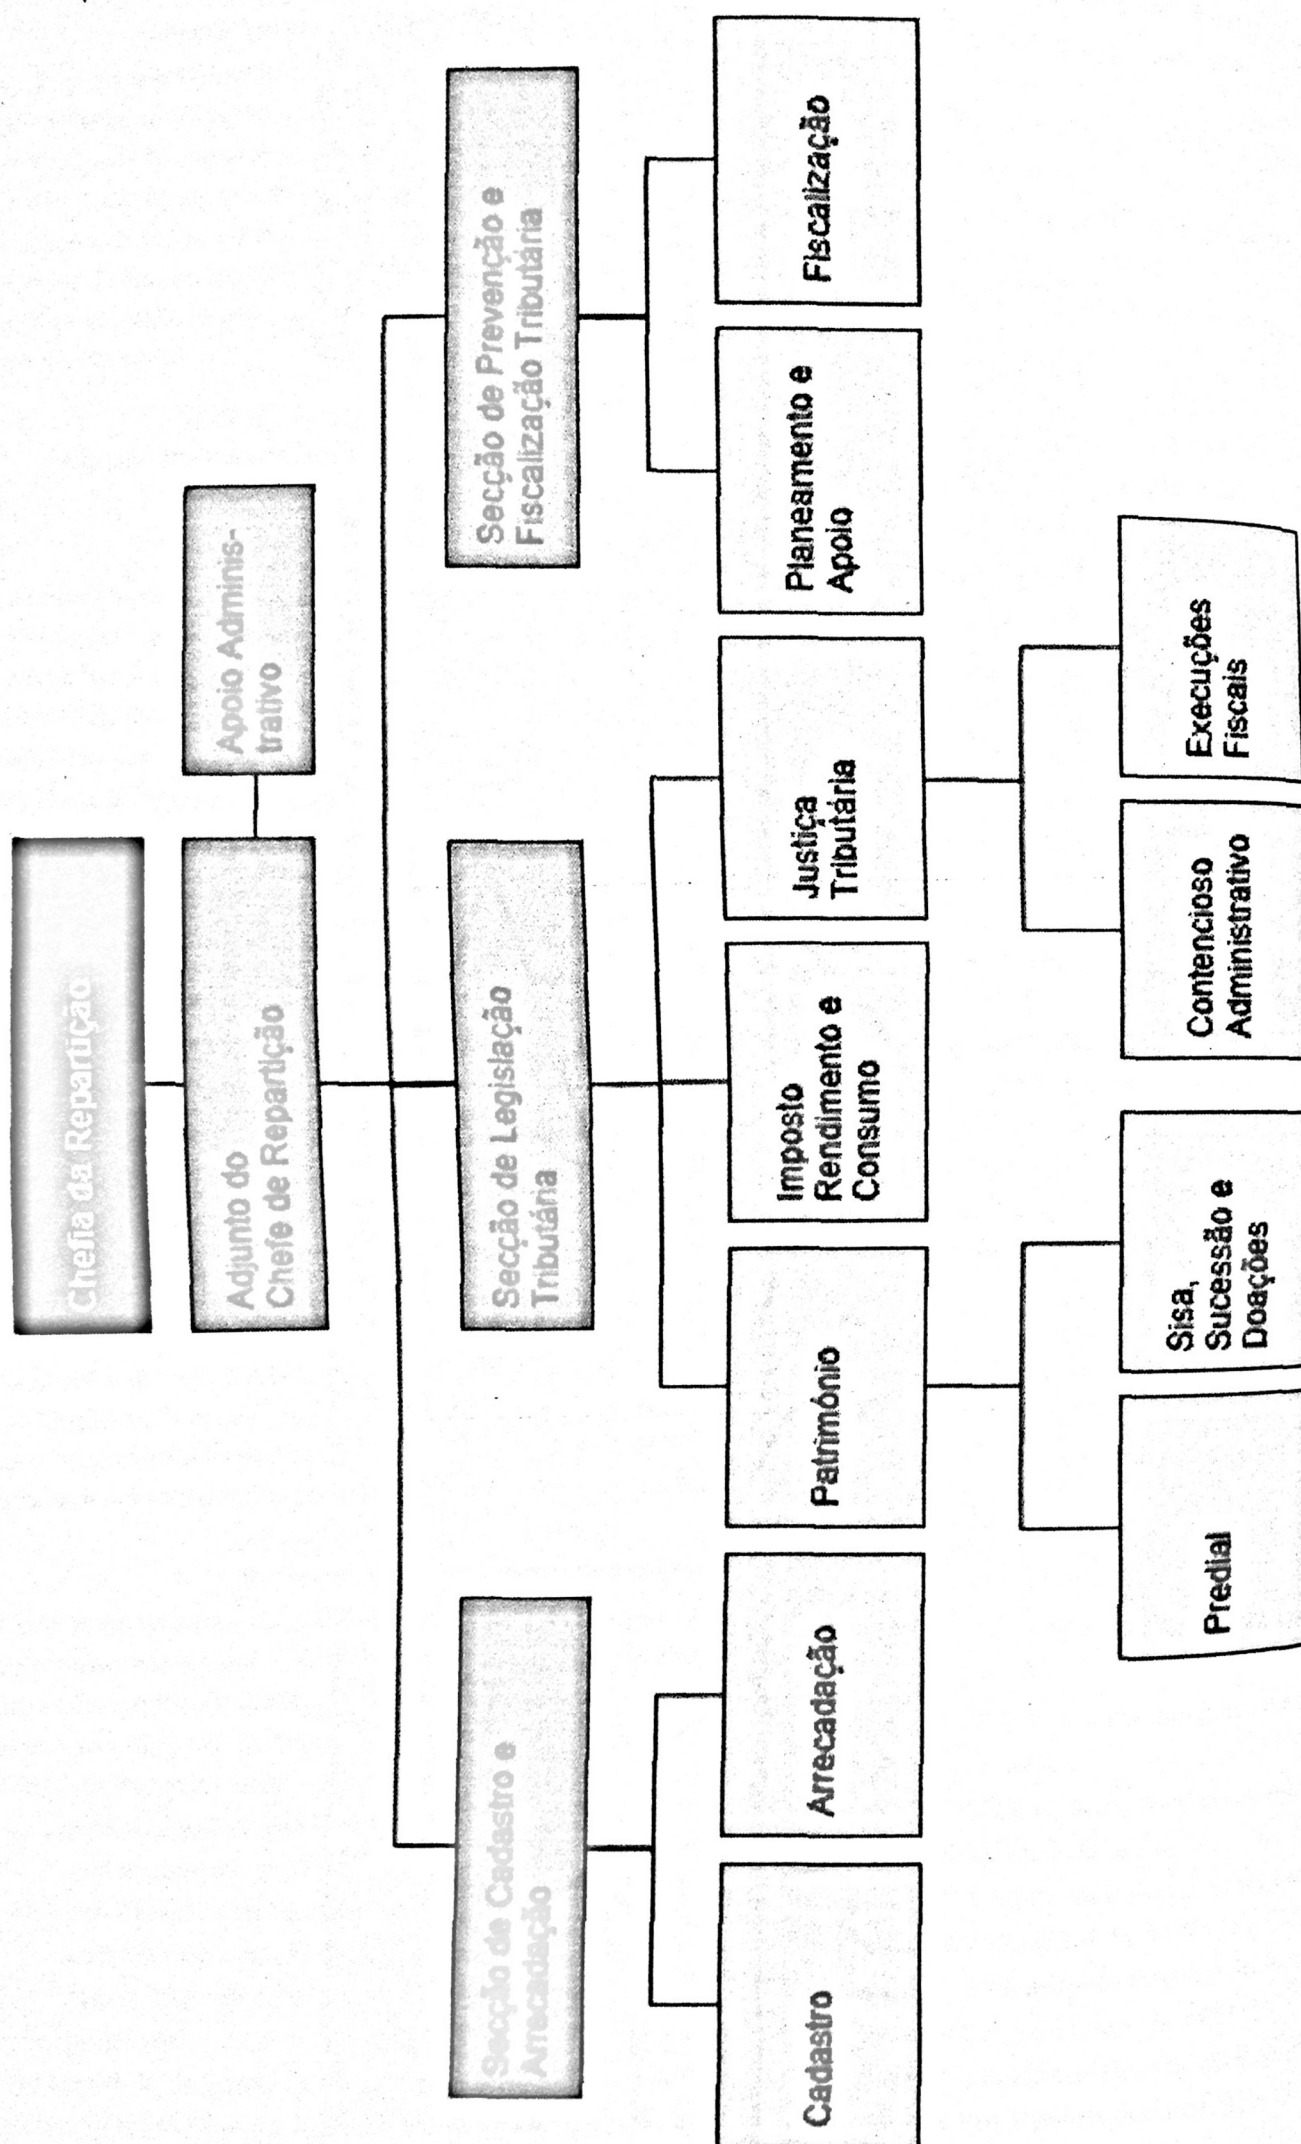 Chefia da Repartição
Adjunto do
Chefe de Repartição
Apoio Adminis-
trativo
Secção de Cadastro e
Arrecadação
Secção de Legislação
Tributária
Secção de Prevenção e
Fiscalização Tributária
Cadastro
Arrecadação
Património
Imposto
Rendimento e
Consumo
Justiça
Tributária
Planeamento e
Apoio
Fiscalização
Predial
Sisa,
Sucessão e
Doações
Contencioso
Administrativo
Execuções
Fiscais